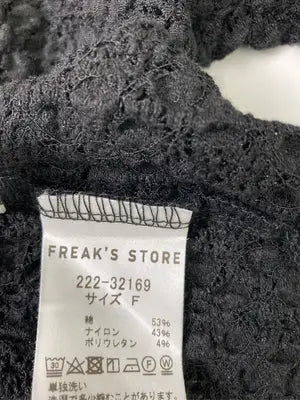 FREAK'S STORE
222-32169
サイズ F
綿 53%
ナイロン 43%
ポリウレタン 4%
30 P F W
単独洗い